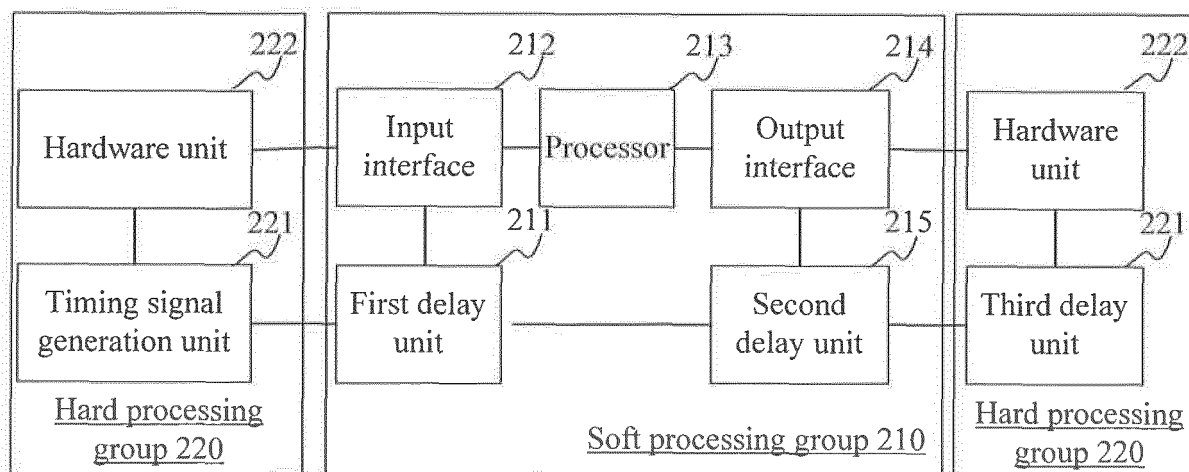 222
212
213
214
222
Hardware unit
Input
interface
Processor
Output
interface
Hardware
unit
221
211
215
221
Timing signal
generation unit
First delay
unit
Second
delay unit
Third delay
unit
Hard processing
group 220
Soft processing group 210
Hard processing
group 220